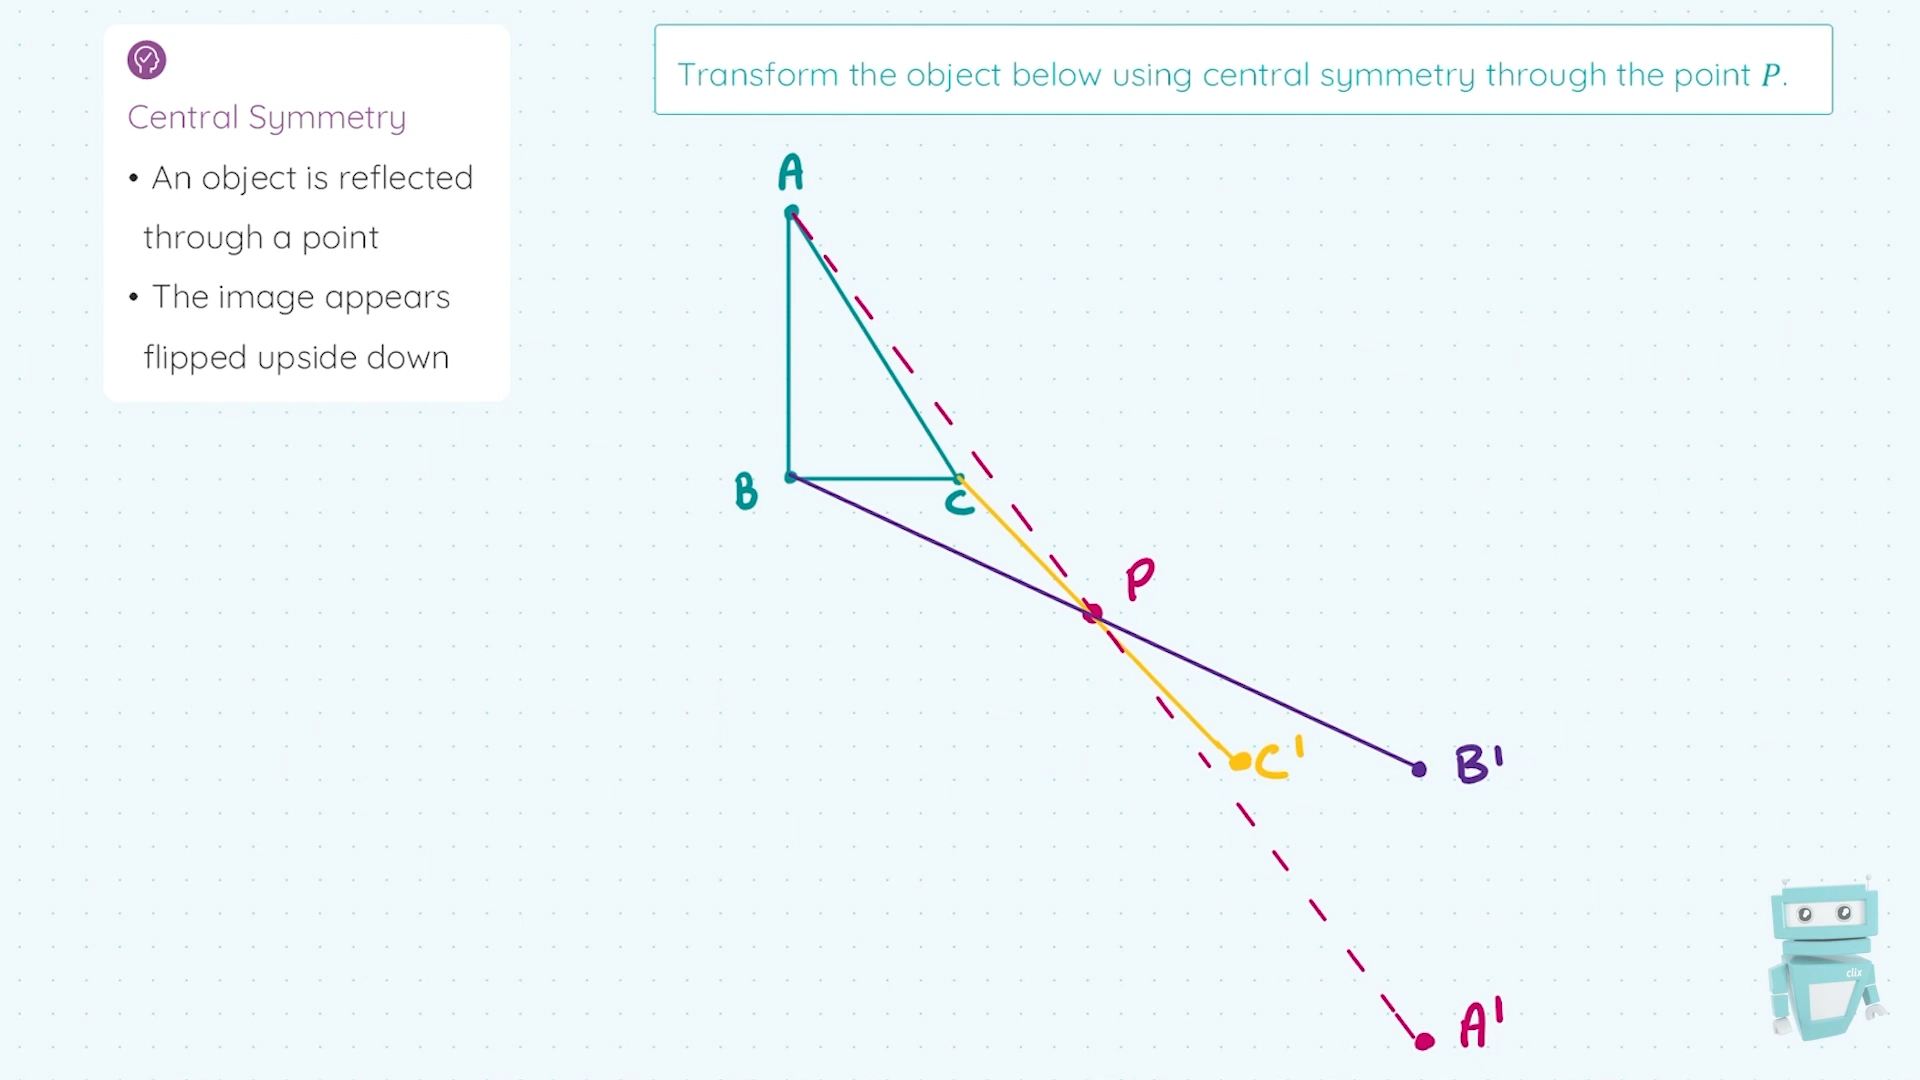 Central Symmetry
• An object is reflected
through a point
• The image appears
flipped upside down
Transform the object below using central symmetry through the point P.
A
B
C
P
C'
B'
A'
clix